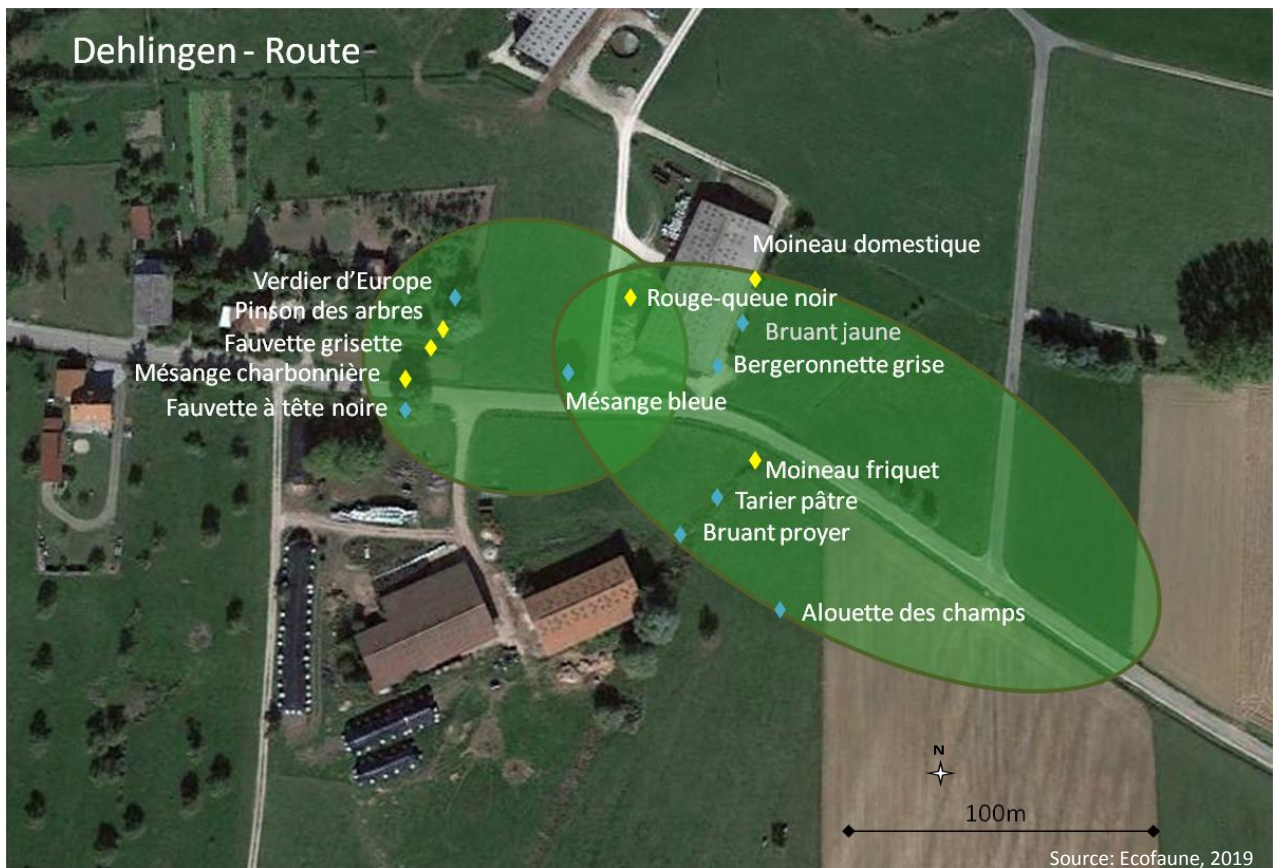 Dehlingen - Route
Moineau domestique
Verdier d'Europe
Pinson des arbres
Rouge-queue noir
Fauvette grisette
Bruant jaune
Mésange charbonnière
Bergeronnette grise
Fauvette à tête noire
Mésange bleue
Moineau friquet
Tarier pâtre
Bruant proyer
Alouette des champs
N
100m
Source: Ecofaune, 2019